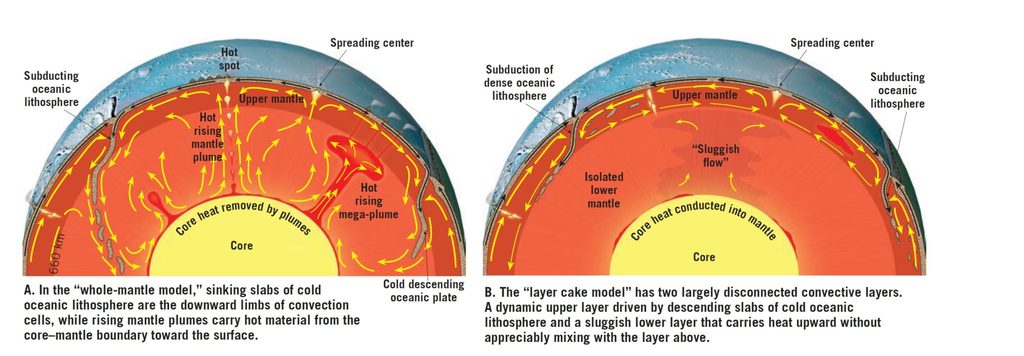 Hot
spot
Spreading center
Subducting
oceanic
lithosphere
Upper mantle
Hot
rising
mantle
plume
Hot
rising
mega-plume
Core heat removed by plumes
Core
660 km
Cold descending
oceanic plate
A. In the “whole-mantle model,” sinking slabs of cold
oceanic lithosphere are the downward limbs of convection
cells, while rising mantle plumes carry hot material from the
core–mantle boundary toward the surface.
Spreading center
Subduction of
dense oceanic
lithosphere
Subducting
oceanic
lithosphere
Upper mantle
“Sluggish
flow”
Isolated
lower
mantle
Core heat conducted into mantle
Core
B. The “layer cake model” has two largely disconnected convective layers.
A dynamic upper layer driven by descending slabs of cold oceanic
lithosphere and a sluggish lower layer that carries heat upward without
appreciably mixing with the layer above.